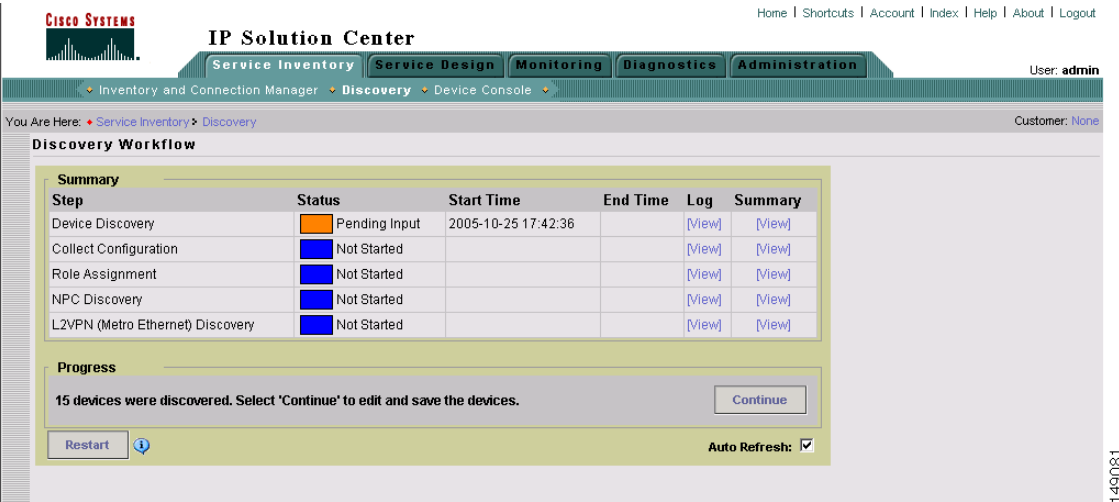 Home | Shortcuts | Account | Index | Help | About | Logout
CISCO SYSTEMS
IP Solution Center
Service Inventory Service Design Monitoring Diagnostics Administration
User: admin
Inventory and Connection Manager Discovery Device Console
You Are Here: Service Inventory Discovery Customer: None
Discovery Workflow
Summary
Step Status Start Time End Time Log Summary
Device Discovery Pending Input 2005-10-25 17:42:36 [View] [View]
Collect Configuration Not Started [View] [View]
Role Assignment Not Started [View] [View]
NPC Discovery Not Started [View] [View]
L2VPN (Metro Ethernet) Discovery Not Started [View] [View]
Progress
15 devices were discovered. Select 'Continue' to edit and save the devices. Continue
Restart Auto Refresh:
149081